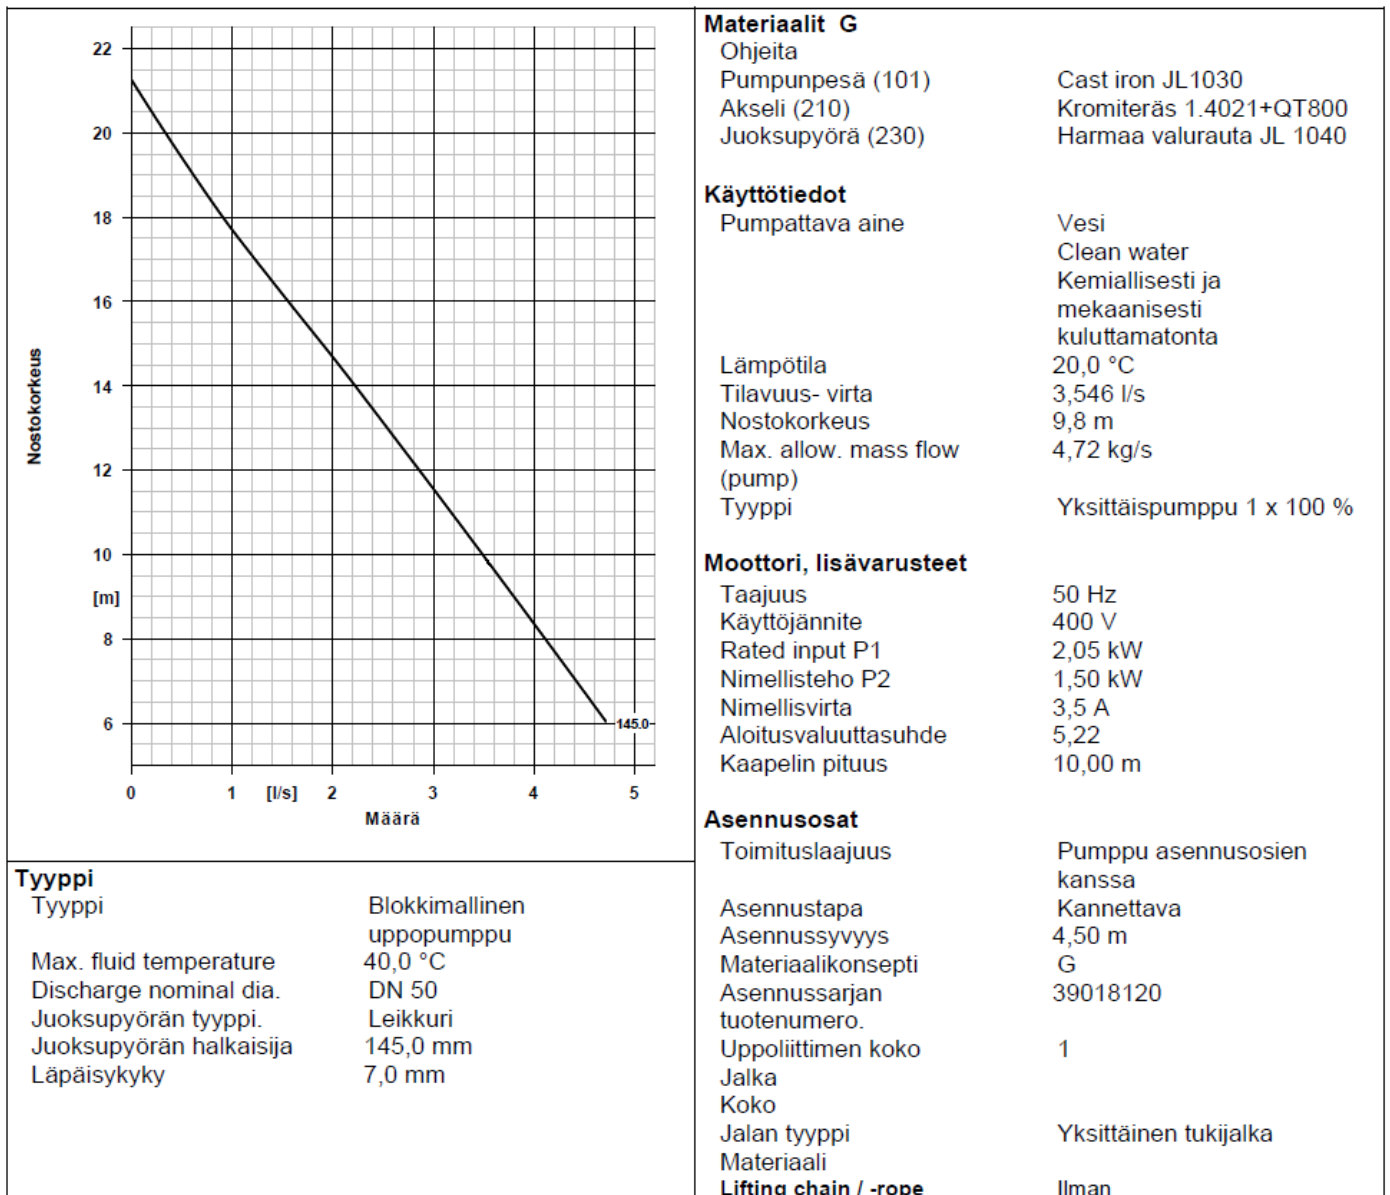 22
20
18
16
14
12
10
[m]
8
6
Nostokorkeus
145.0
0 1 [l/s] 2 3 4 5
Määrä
Tyyppi
Tyyppi Blokkimallinen
uppopumppu
Max. fluid temperature 40,0 °C
Discharge nominal dia. DN 50
Juoksupyörän tyyppi. Leikkuri
Juoksupyörän halkaisija 145,0 mm
Läpäisykyky 7,0 mm
Materiaalit G
Ohjeita
Pumpunpesä (101) Cast iron JL1030
Akseli (210) Kromiteräs 1.4021+QT800
Juoksupyörä (230) Harmaa valurauta JL 1040
Käyttötiedot
Pumpattava aine Vesi
Clean water
Kemiallisesti ja
mekaanisesti
kuluttamatonta
Lämpötila 20,0 °C
Tilavuus- virta 3,546 l/s
Nostokorkeus 9,8 m
Max. allow. mass flow 4,72 kg/s
(pump)
Tyyppi Yksittäispumppu 1 x 100 %
Moottori, lisävarusteet
Taajuus 50 Hz
Käyttöjännite 400 V
Rated input P1 2,05 kW
Nimellisteho P2 1,50 kW
Nimellisvirta 3,5 A
Aloitusvaluuttasuhde 5,22
Kaapelin pituus 10,00 m
Asennusosat
Toimituslaajuus Pumppu asennusosien
kanssa
Asennustapa Kannettava
Asennussyvyys 4,50 m
Materiaalikonsepti G
Asennussarjan 39018120
tuotenumero.
Uppoliittimen koko 1
Jalka
Koko
Jalan tyyppi Yksittäinen tukijalka
Materiaali
Lifting chain / -rope Ilman